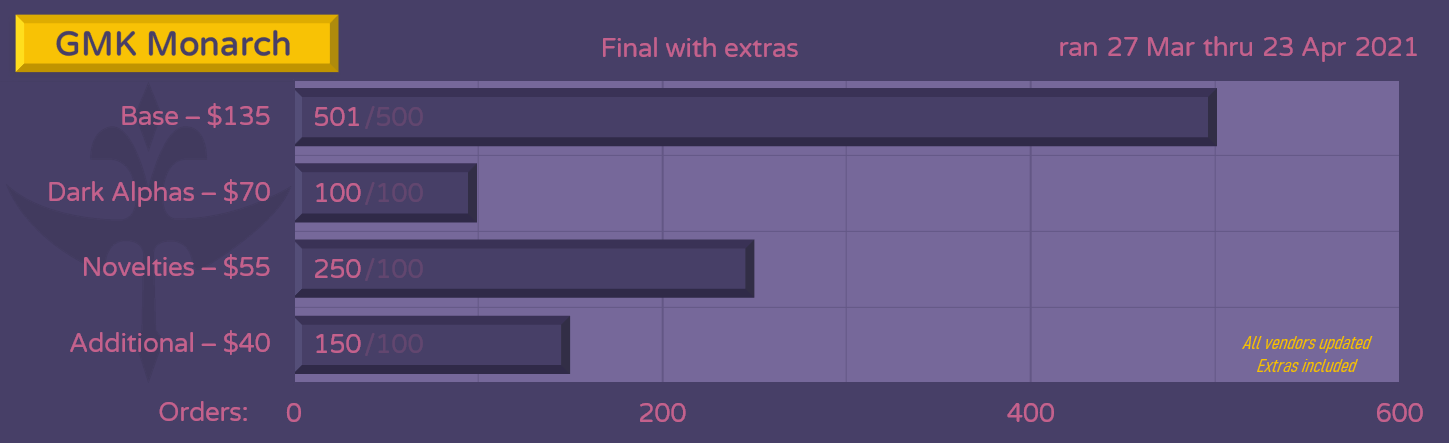 GMK Monarch
Final with extras
ran 27 Mar thru 23 Apr 2021
Base – $135
501/500
Dark Alphas – $70
100/100
Novelties – $55
250/100
Additional – $40
150/100
All vendors updated
Extras included
Orders: 0 200 400 600